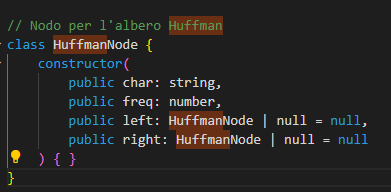 // Nodo per l'albero Huffman
class HuffmanNode {
    constructor(
        public char: string,
        public freq: number,
        public left: HuffmanNode | null = null,
        public right: HuffmanNode | null = null
    ) { }
}